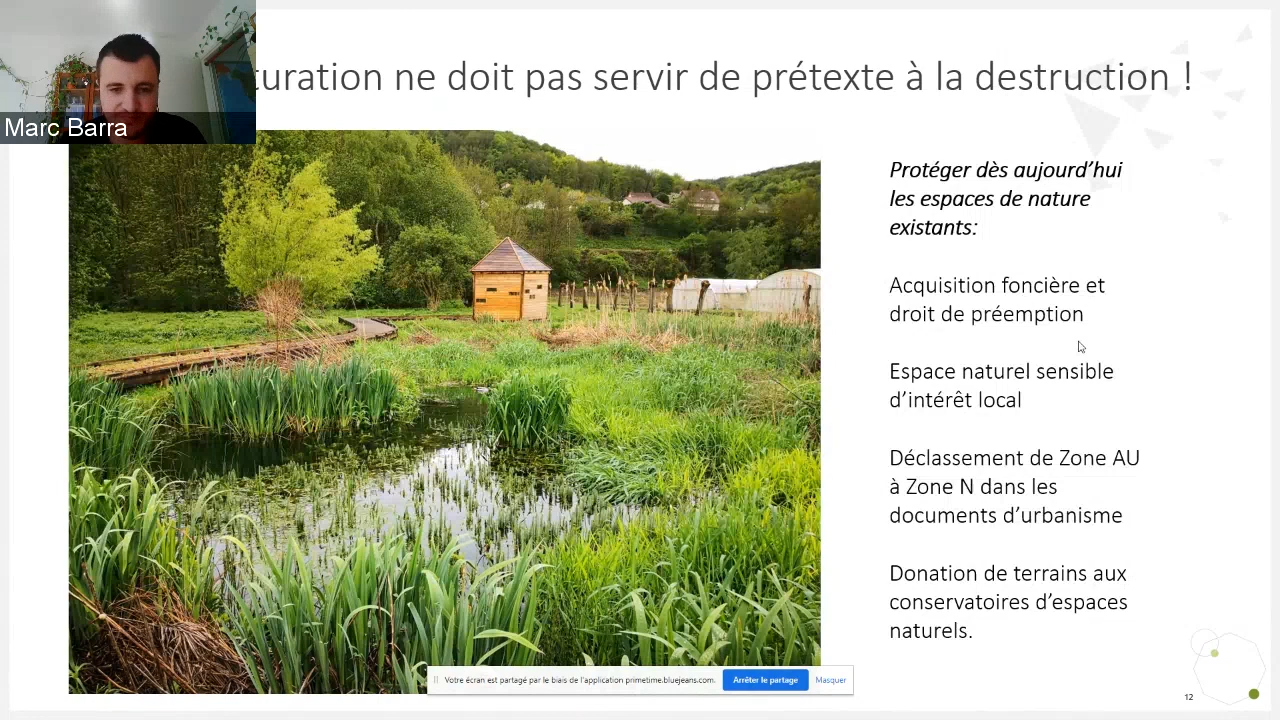 turation ne doit pas servir de prétexte à la destruction !
Marc Barra
Protéger dès aujourd’hui
les espaces de nature
existants:
Acquisition foncière et
droit de préemption
Espace naturel sensible
d’intérêt local
Déclassement de Zone AU
à Zone N dans les
documents d’urbanisme
Donation de terrains aux
conservatoires d’espaces
naturels.
Votre écran est partagé par le biais de l'application primetime.bluejeans.com.
Arrêter le partage
Masquer
12